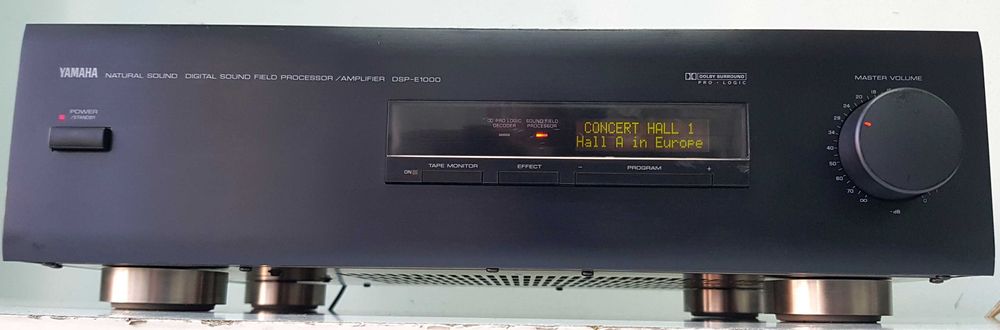 YAMAHA NATURAL SOUND DIGITAL SOUND FIELD PROCESSOR /AMPLIFIER DSP-E1000
DOLBY SURROUND
PRO • LOGIC
MASTER VOLUME
POWER
/STANDBY
PRO LOGIC
DECODER
SOUND FIELD
PROCESSOR
CONCERT HALL 1
Hall A in Europe
ON
TAPE MONITOR
EFFECT
−
PROGRAM
+
20
18
24
28
34
50
60
70
∞
-dB
0